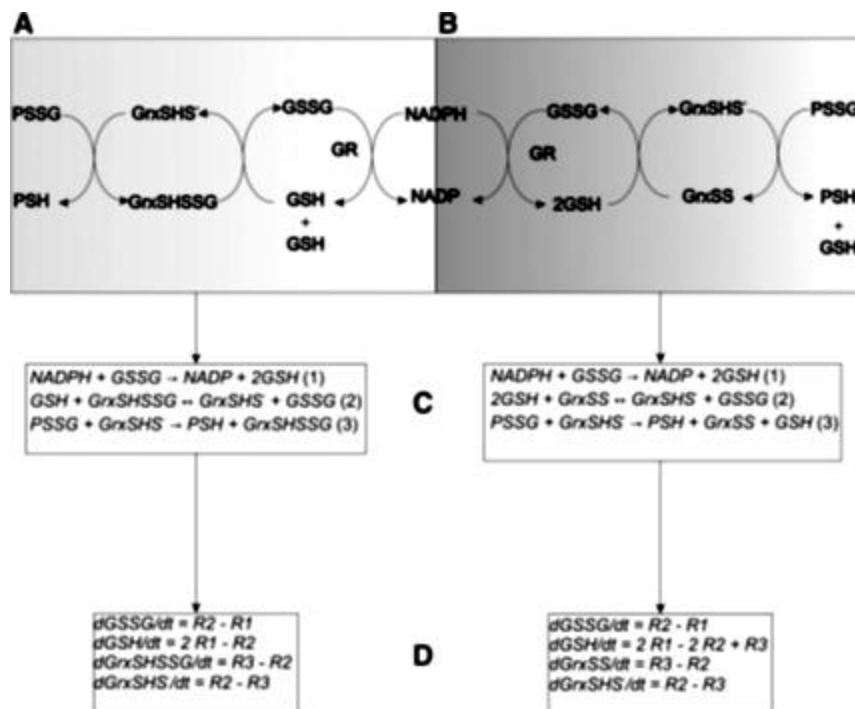 A
B
PSSG GrxSHS⁻ GSSG NADPH GSSG GrxSHS⁻ PSSG
GR GR
PSH GrxSHSSG GSH NADP 2GSH GrxSS PSH
+ +
GSH GSH
NADPH + GSSG → NADP + 2GSH (1)
GSH + GrxSHSSG ↔ GrxSHS⁻ + GSSG (2)
PSSG + GrxSHS⁻ → PSH + GrxSHSSG (3)
C
NADPH + GSSG → NADP + 2GSH (1)
2GSH + GrxSS ↔ GrxSHS⁻ + GSSG (2)
PSSG + GrxSHS⁻ → PSH + GrxSS + GSH (3)
dGSSG/dt = R2 - R1
dGSH/dt = 2 R1 - R2
dGrxSHSSG/dt = R3 - R2
dGrxSHS⁻/dt = R2 - R3
D
dGSSG/dt = R2 - R1
dGSH/dt = 2 R1 - 2 R2 + R3
dGrxSS/dt = R3 - R2
dGrxSHS⁻/dt = R2 - R3